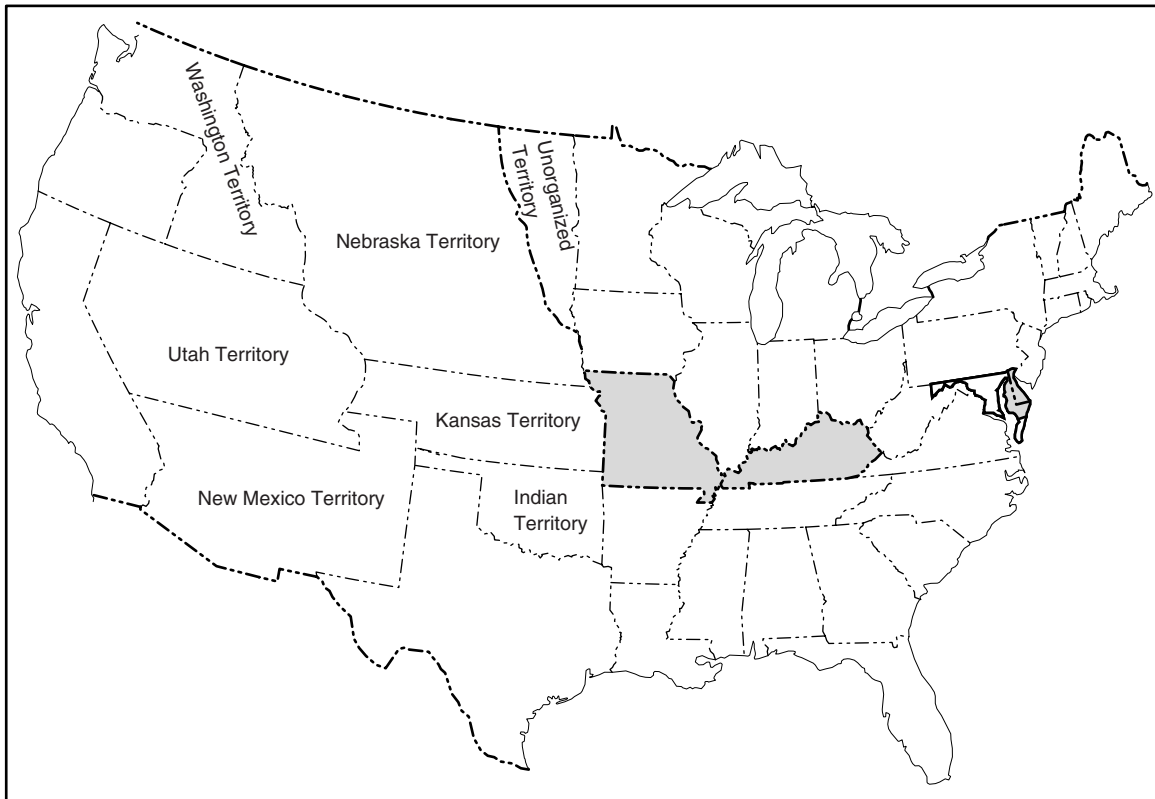 Washington Territory
Unorganized
Territory
Nebraska Territory
Utah Territory
Kansas Territory
New Mexico Territory
Indian
Territory